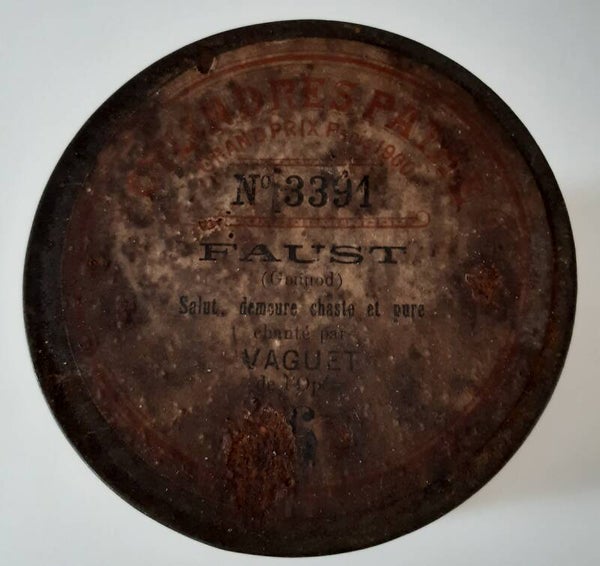 CYLINDRES PATHÉ
GRAND PRIX PARIS 1900
Nº 3391
FAUST
(Gounod)
Salut, demeure chaste et pure
chanté par
VAGUET
de l'Opéra